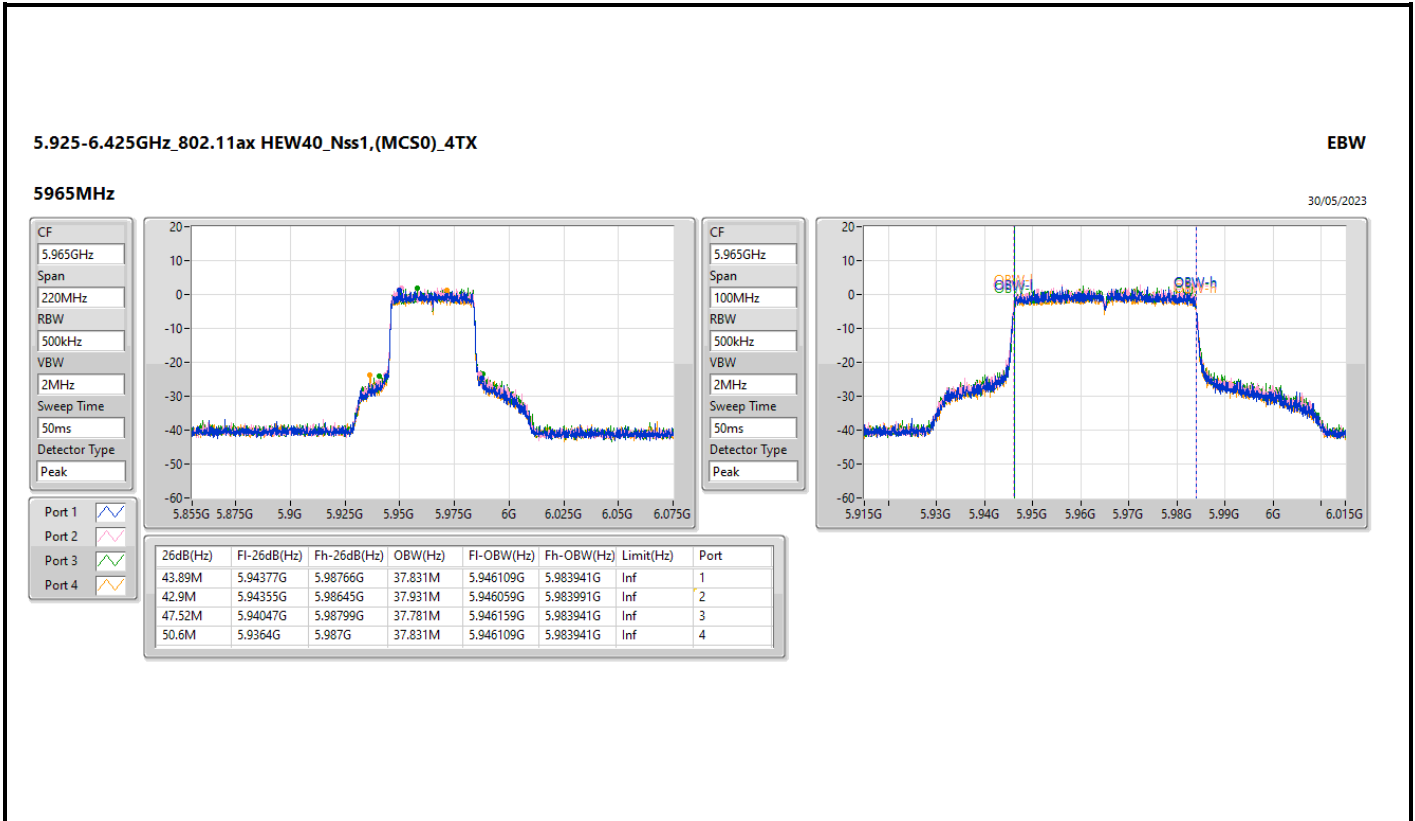 5.925-6.425GHz_802.11ax HEW40_Nss1,(MCS0)_4TX
EBW
5965MHz
30/05/2023
CF
5.965GHz
Span
220MHz
RBW
500kHz
VBW
2MHz
Sweep Time
50ms
Detector Type
Peak
20
10
0
-10
-20
-30
-40
-50
-60
5.855G 5.875G 5.9G 5.925G 5.95G 5.975G 6G 6.025G 6.05G 6.075G
CF
5.965GHz
Span
100MHz
RBW
500kHz
VBW
2MHz
Sweep Time
50ms
Detector Type
Peak
20
10
0
-10
-20
-30
-40
-50
-60
OBW-l
OBW-h
5.915G 5.93G 5.94G 5.95G 5.96G 5.97G 5.98G 5.99G 6G 6.015G
Port 1
Port 2
Port 3
Port 4
26dB(Hz) Fl-26dB(Hz) Fh-26dB(Hz) OBW(Hz) Fl-OBW(Hz) Fh-OBW(Hz) Limit(Hz) Port
43.89M 5.94377G 5.98766G 37.831M 5.946109G 5.983941G Inf 1
42.9M 5.94355G 5.98645G 37.931M 5.946059G 5.983991G Inf 2
47.52M 5.94047G 5.98799G 37.781M 5.946159G 5.983941G Inf 3
50.6M 5.9364G 5.987G 37.831M 5.946109G 5.983941G Inf 4